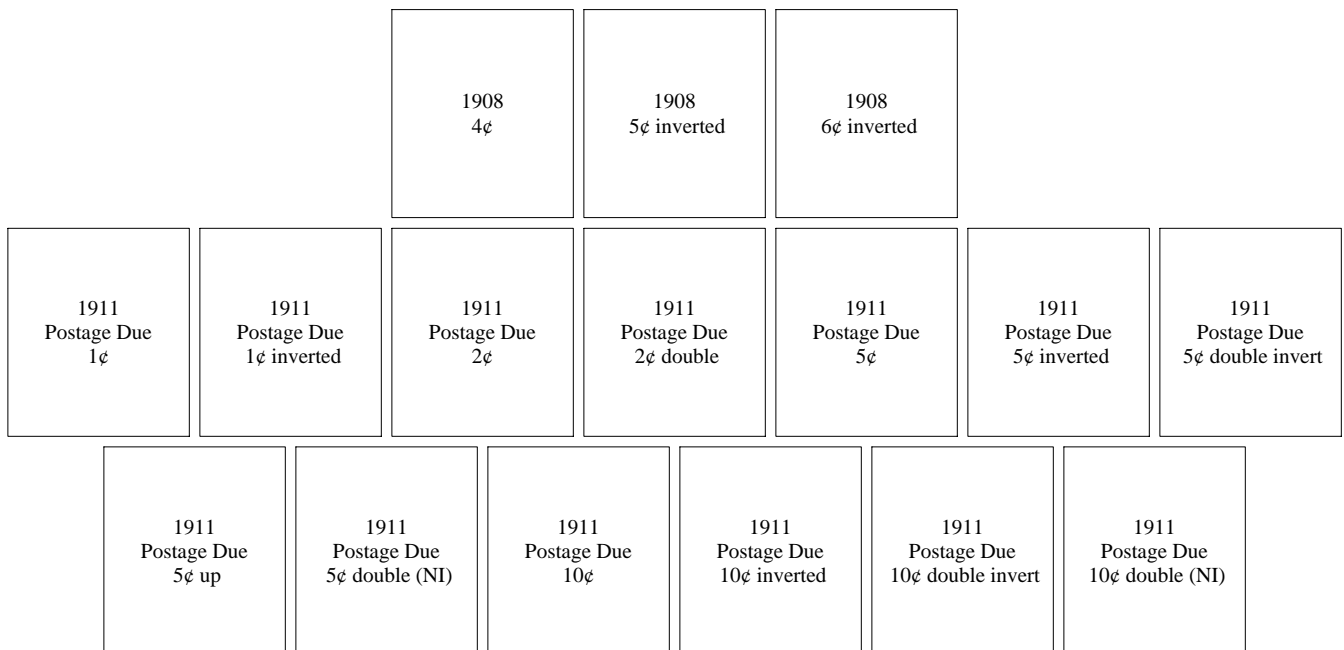 1908
4¢
1908
5¢ inverted
1908
6¢ inverted
1911
Postage Due
1¢
1911
Postage Due
1¢ inverted
1911
Postage Due
2¢
1911
Postage Due
2¢ double
1911
Postage Due
5¢
1911
Postage Due
5¢ inverted
1911
Postage Due
5¢ double invert
1911
Postage Due
5¢ up
1911
Postage Due
5¢ double (NI)
1911
Postage Due
10¢
1911
Postage Due
10¢ inverted
1911
Postage Due
10¢ double invert
1911
Postage Due
10¢ double (NI)